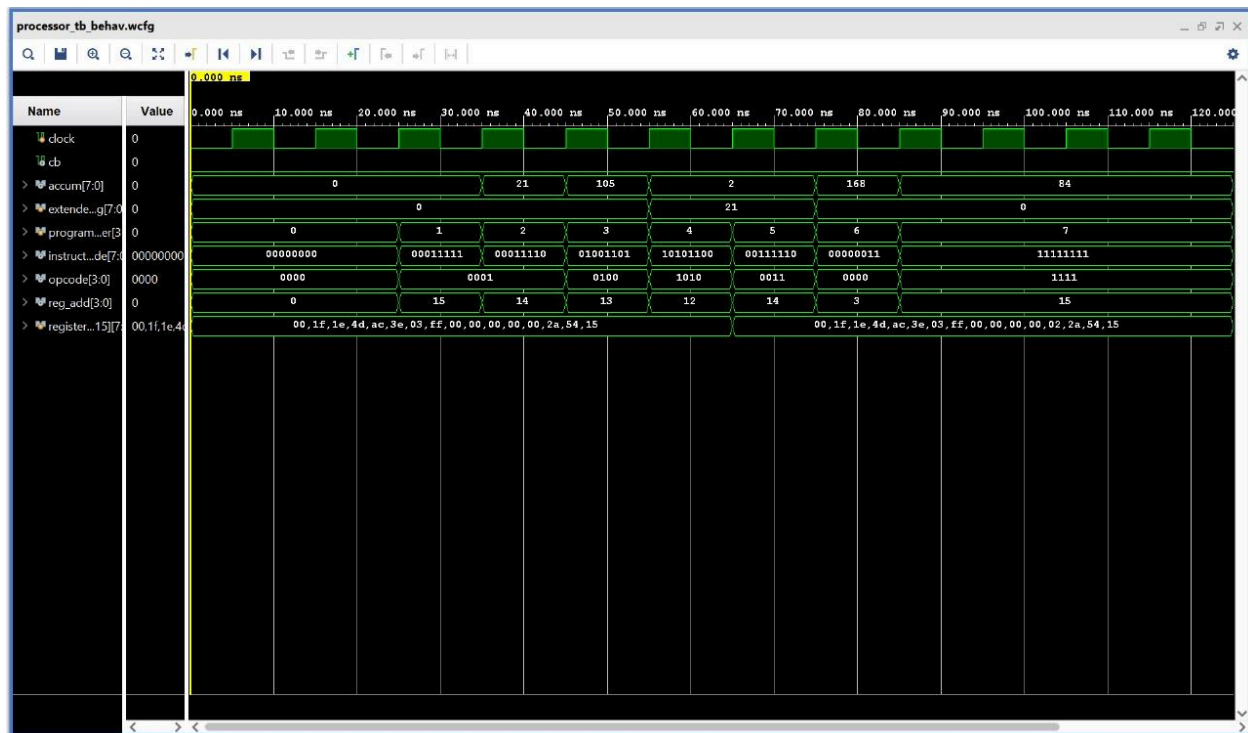 processor_tb_behav.wcfg
0.000 ns
Name Value 0.000 ns 10.000 ns 20.000 ns 30.000 ns 40.000 ns 50.000 ns 60.000 ns 70.000 ns 80.000 ns 90.000 ns 100.000 ns 110.000 ns 120.000
clock 0
cb 0
accum[7:0] 0 0 21 105 2 168 84
extende...g[7:0 0 0 21 0
program...er[3 0 0 1 2 3 4 5 6 7
instruct...de[7:0 00000000 00000000 00011111 00011110 01001101 10101100 00111110 00000011 11111111
opcode[3:0] 0000 0000 0001 0100 1010 0011 0000 1111
reg_add[3:0] 0 0 15 14 13 12 14 3 15
register...15][7: 00,1f,1e,4d 00,1f,1e,4d,ac,3e,03,ff,00,00,00,00,00,2a,54,15 00,1f,1e,4d,ac,3e,03,ff,00,00,00,00,02,2a,54,15